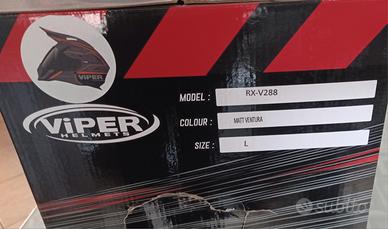 VIPER
MODEL : RX-V288
VIPER
HELMETS
COLOUR : MATT VENTURA
SIZE : L
subito